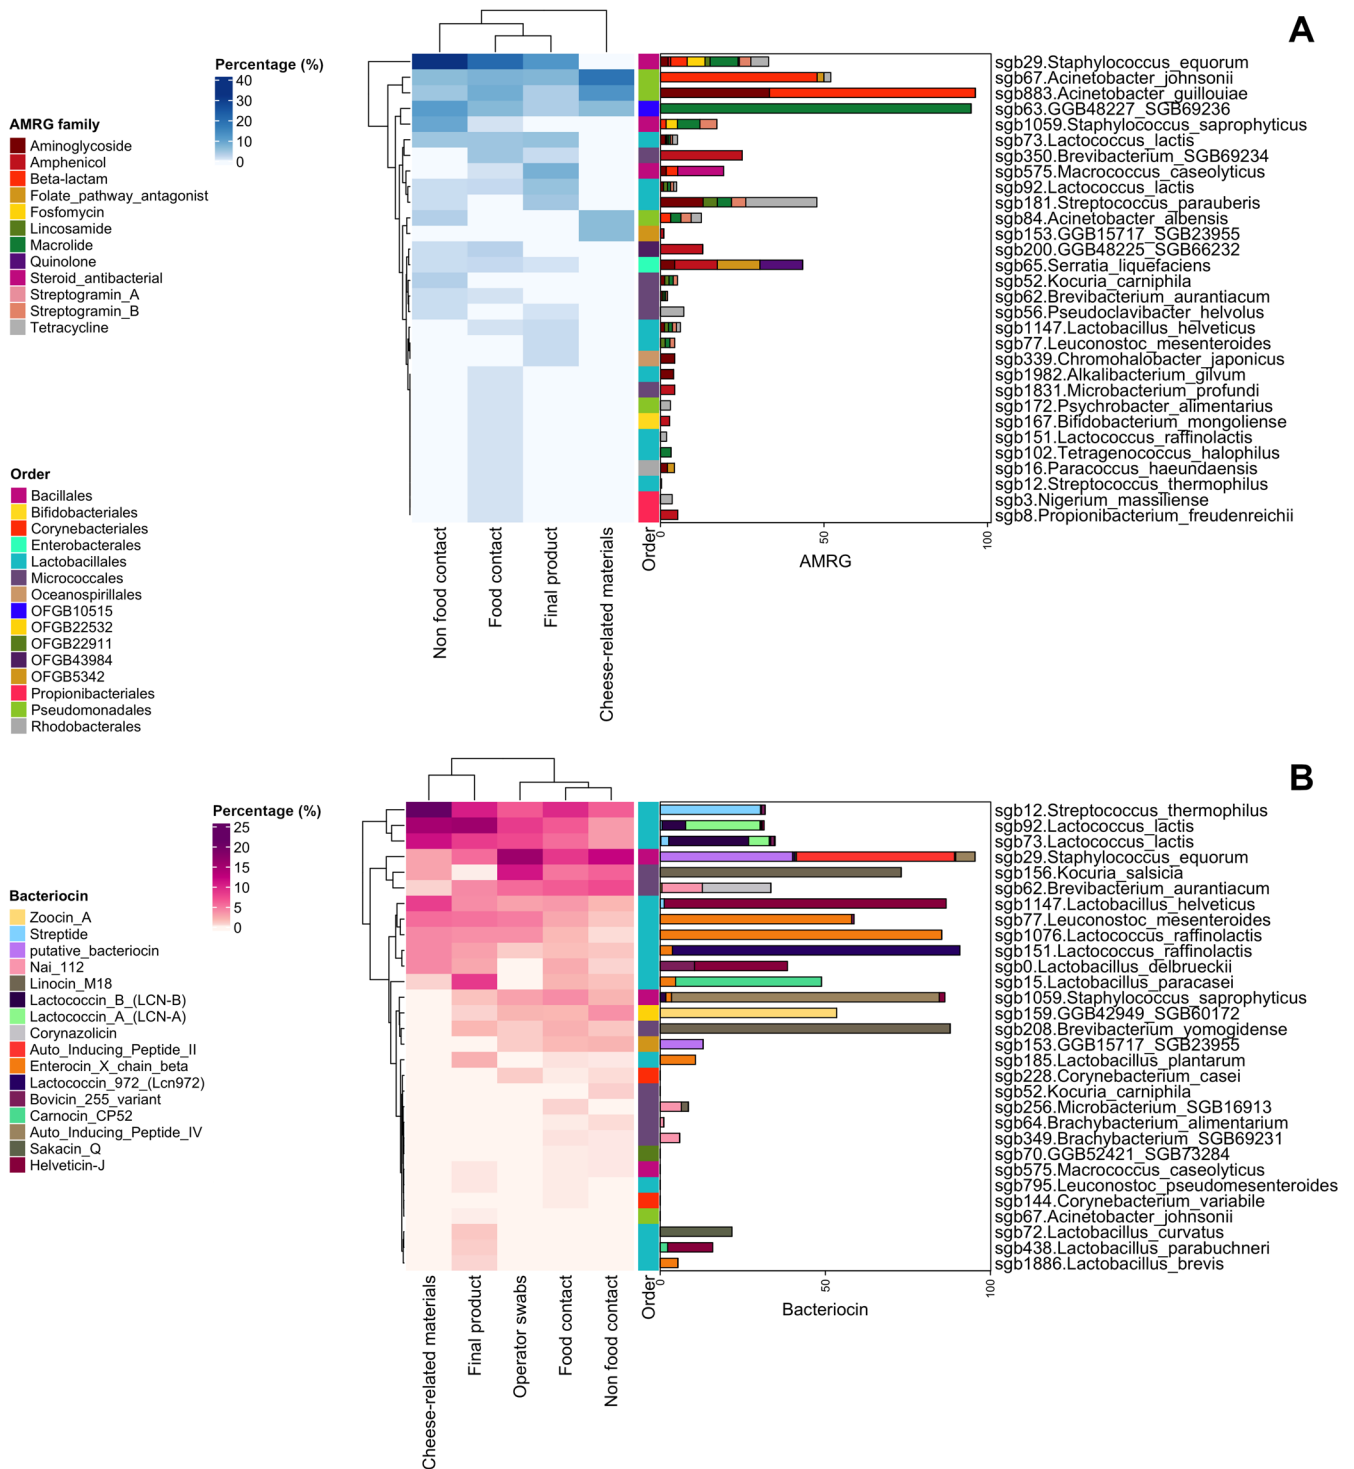 A
Percentage (%)
40
30
20
10
0
AMRG family
Aminoglycoside
Amphenicol
Beta-lactam
Folate_pathway_antagonist
Fosfomycin
Lincosamide
Macrolide
Quinolone
Steroid_antibacterial
Streptogramin_A
Streptogramin_B
Tetracycline
Order
Bacillales
Bifidobacteriales
Corynebacteriales
Enterobacterales
Lactobacillales
Micrococcales
Oceanospirillales
OFGB10515
OFGB22532
OFGB22911
OFGB43984
OFGB5342
Propionibacteriales
Pseudomonadales
Rhodobacterales
sgb29.Staphylococcus_equorum
sgb67.Acinetobacter_johnsonii
sgb883.Acinetobacter_guillouiae
sgb63.GGB48227_SGB69236
sgb1059.Staphylococcus_saprophyticus
sgb73.Lactococcus_lactis
sgb350.Brevibacterium_SGB69234
sgb575.Macrococcus_caseolyticus
sgb92.Lactococcus_lactis
sgb181.Streptococcus_parauberis
sgb84.Acinetobacter_albensis
sgb153.GGB15717_SGB23955
sgb200.GGB48225_SGB66232
sgb65.Serratia_liquefaciens
sgb52.Kocuria_carniphila
sgb62.Brevibacterium_aurantiacum
sgb56.Pseudoclavibacter_helvolus
sgb1147.Lactobacillus_helveticus
sgb77.Leuconostoc_mesenteroides
sgb339.Chromohalobacter_japonicus
sgb1982.Alkalibacterium_gilvum
sgb1831.Microbacterium_profundi
sgb172.Psychrobacter_alimentarius
sgb167.Bifidobacterium_mongoliense
sgb151.Lactococcus_raffinolactis
sgb102.Tetragenococcus_halophilus
sgb16.Paracoccus_haeundaensis
sgb12.Streptococcus_thermophilus
sgb3.Nigerium_massiliense
sgb8.Propionibacterium_freudenreichii
Non food contact
Food contact
Final product
Cheese-related materials
Order
0
50
100
AMRG
B
Percentage (%)
25
20
15
10
5
0
Bacteriocin
Zoocin_A
Streptide
putative_bacteriocin
Nai_112
Linocin_M18
Lactococcin_B_(LCN-B)
Lactococcin_A_(LCN-A)
Corynazolicin
Auto_Inducing_Peptide_II
Enterocin_X_chain_beta
Lactococcin_972_(Lcn972)
Bovicin_255_variant
Carnocin_CP52
Auto_Inducing_Peptide_IV
Sakacin_Q
Helveticin-J
sgb12.Streptococcus_thermophilus
sgb92.Lactococcus_lactis
sgb73.Lactococcus_lactis
sgb29.Staphylococcus_equorum
sgb156.Kocuria_salsicia
sgb62.Brevibacterium_aurantiacum
sgb1147.Lactobacillus_helveticus
sgb77.Leuconostoc_mesenteroides
sgb1076.Lactococcus_raffinolactis
sgb151.Lactococcus_raffinolactis
sgb0.Lactobacillus_delbrueckii
sgb15.Lactobacillus_paracasei
sgb1059.Staphylococcus_saprophyticus
sgb159.GGB42949_SGB60172
sgb208.Brevibacterium_yomogidense
sgb153.GGB15717_SGB23955
sgb185.Lactobacillus_plantarum
sgb228.Corynebacterium_casei
sgb52.Kocuria_carniphila
sgb256.Microbacterium_SGB16913
sgb64.Brachybacterium_alimentarium
sgb349.Brachybacterium_SGB69231
sgb70.GGB52421_SGB73284
sgb575.Macrococcus_caseolyticus
sgb795.Leuconostoc_pseudomesenteroides
sgb144.Corynebacterium_variabile
sgb67.Acinetobacter_johnsonii
sgb72.Lactobacillus_curvatus
sgb438.Lactobacillus_parabuchneri
sgb1886.Lactobacillus_brevis
Cheese-related materials
Final product
Operator swabs
Food contact
Non food contact
Order
0
50
100
Bacteriocin